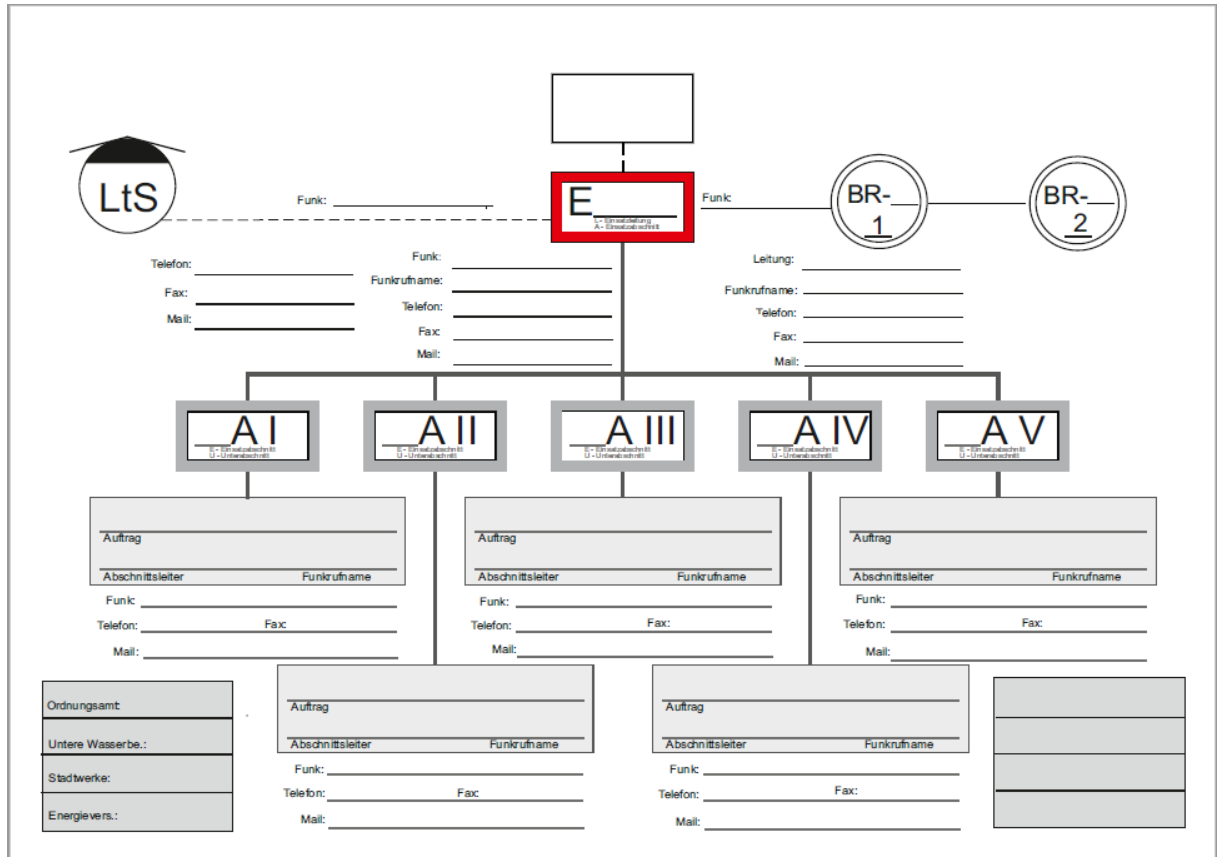 LtS
Funk:
E
L - Einsatzleitung
A - Einsatzabschnitt
Funk:
BR-
1
BR-
2
Telefon:
Fax:
Mail:
Funk:
Funkrufname:
Telefon:
Fax:
Mail:
Leitung:
Funkrufname:
Telefon:
Fax:
Mail:
A I
E - Einsatzabschnitt
U - Unterabschnitt
A II
E - Einsatzabschnitt
U - Unterabschnitt
A III
E - Einsatzabschnitt
U - Unterabschnitt
A IV
E - Einsatzabschnitt
U - Unterabschnitt
A V
E - Einsatzabschnitt
U - Unterabschnitt
Auftrag
Abschnittsleiter Funkrufname
Funk:
Telefon: Fax:
Mail:
Auftrag
Abschnittsleiter Funkrufname
Funk:
Telefon: Fax:
Mail:
Auftrag
Abschnittsleiter Funkrufname
Funk:
Telefon: Fax:
Mail:
Ordnungsamt:
Untere Wasserbe.:
Stadtwerke:
Energievers.:
Auftrag
Abschnittsleiter Funkrufname
Funk:
Telefon: Fax:
Mail:
Auftrag
Abschnittsleiter Funkrufname
Funk:
Telefon: Fax:
Mail: